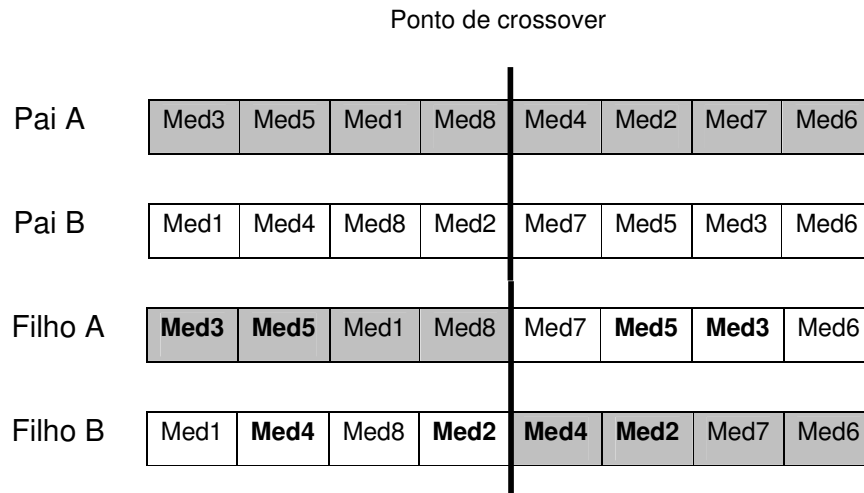 Ponto de crossover
Pai A Med3 Med5 Med1 Med8 Med4 Med2 Med7 Med6
Pai B Med1 Med4 Med8 Med2 Med7 Med5 Med3 Med6
Filho A Med3 Med5 Med1 Med8 Med7 Med5 Med3 Med6
Filho B Med1 Med4 Med8 Med2 Med4 Med2 Med7 Med6